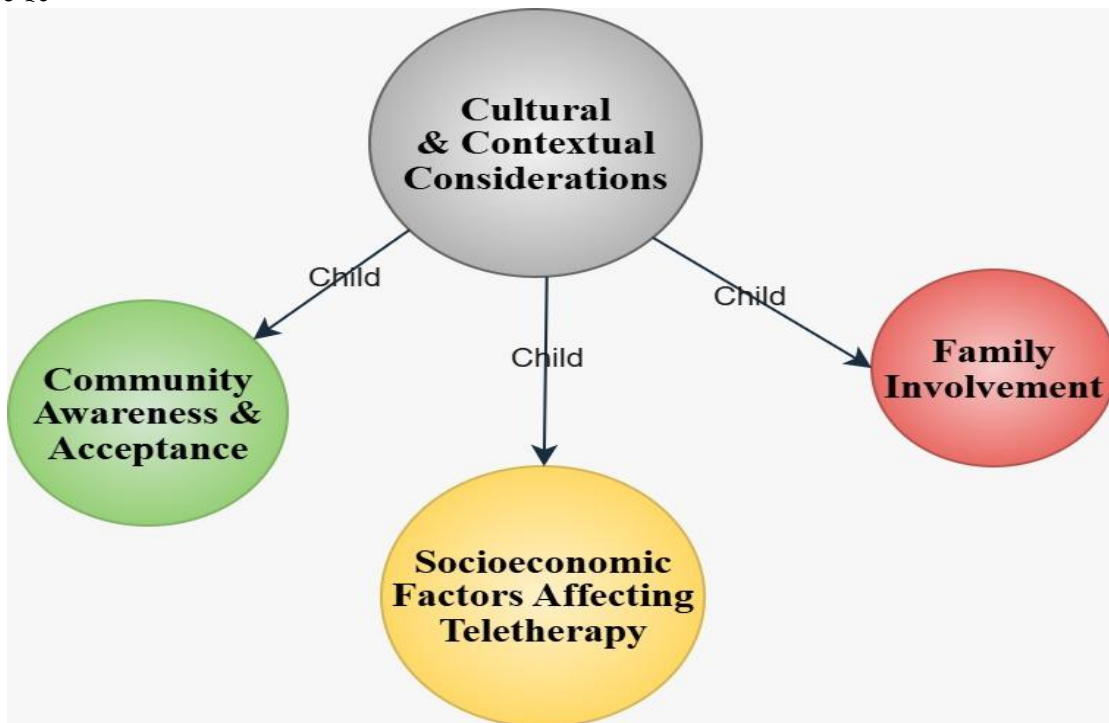 Cultural
& Contextual
Considerations
Child
Child
Child
Community
Awareness &
Acceptance
Family
Involvement
Socioeconomic
Factors Affecting
Teletherapy